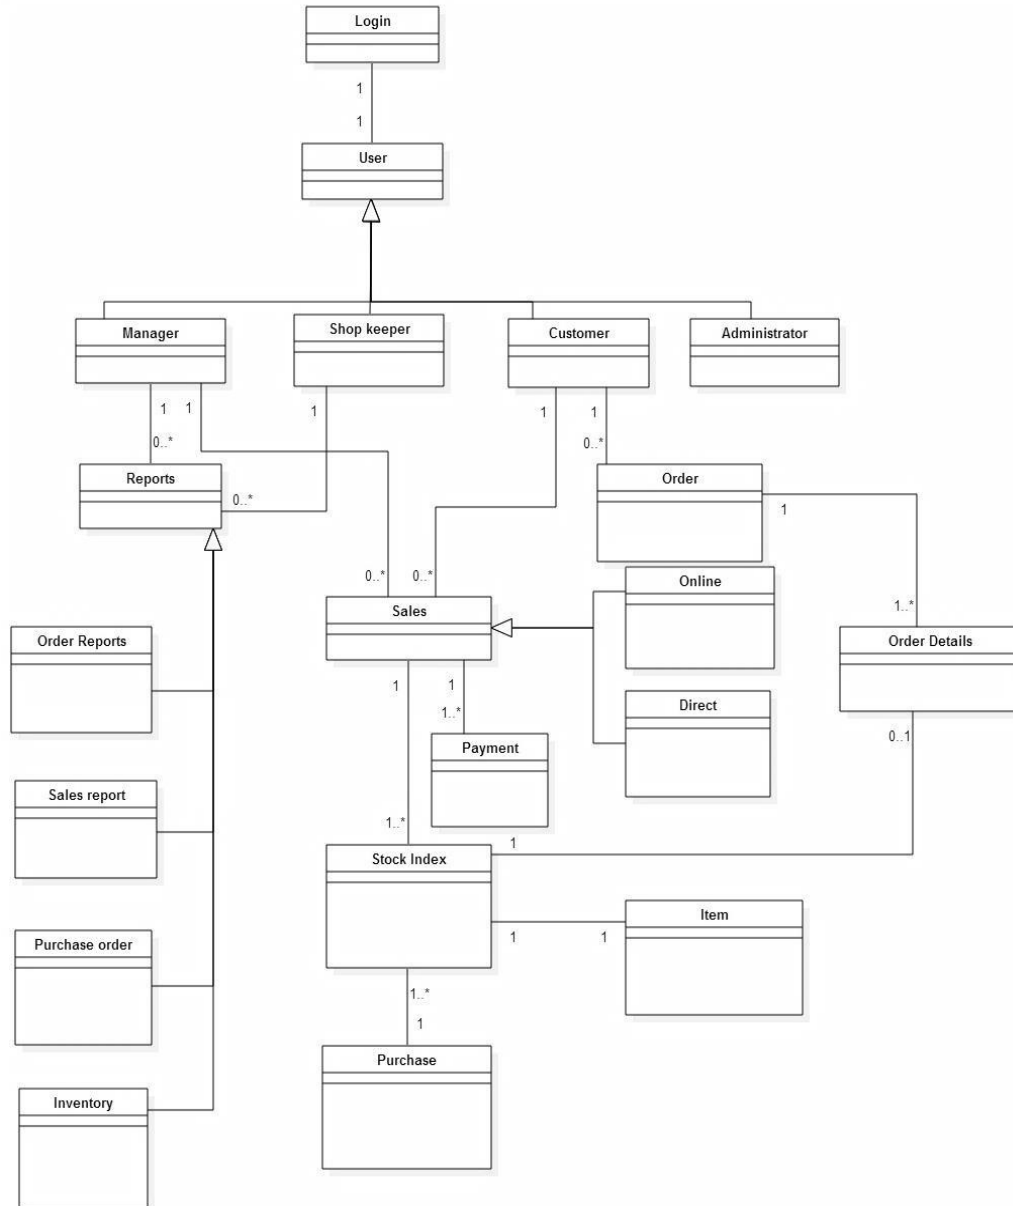 Login
1
1
User
Manager
Shop keeper
Customer
Administrator
1
1
1
1
1
0..*
0..*
Reports
Order
0..*
1
0..*
0..*
Online
Sales
1..*
Order Reports
Order Details
1
1
Direct
1..*
0..1
Payment
Sales report
1..*
1
Stock Index
Item
1
1
Purchase order
1..*
1
Purchase
Inventory